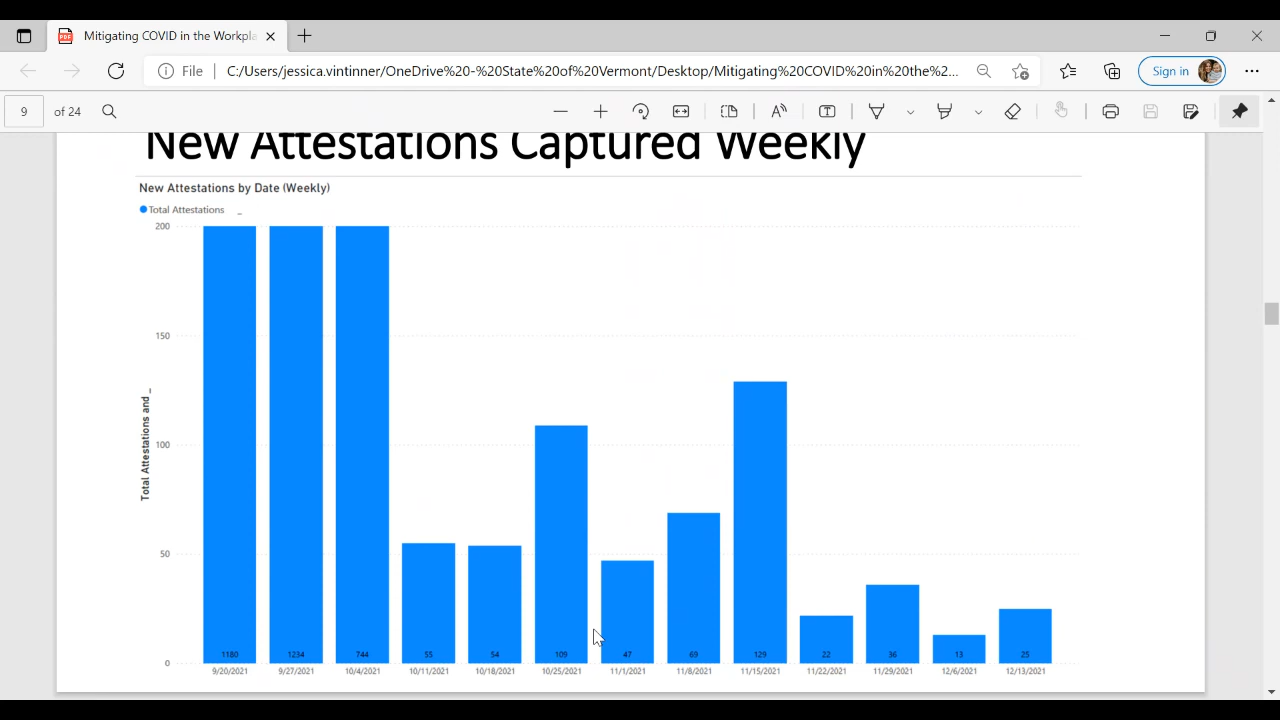 Mitigating COVID in the Workpla
File
C:/Users/jessica.vintinner/OneDrive%20-%20State%20of%20Vermont/Desktop/Mitigating%20COVID%20in%20the%2...
Sign in
9 of 24
New Attestations Captured Weekly
New Attestations by Date (Weekly)
Total Attestations _
200
150
100
50
0
Total Attestations and _
1180 1234 744 55 54 109 47 69 129 22 36 13 25
9/20/2021 9/27/2021 10/4/2021 10/11/2021 10/18/2021 10/25/2021 11/1/2021 11/8/2021 11/15/2021 11/22/2021 11/29/2021 12/6/2021 12/13/2021